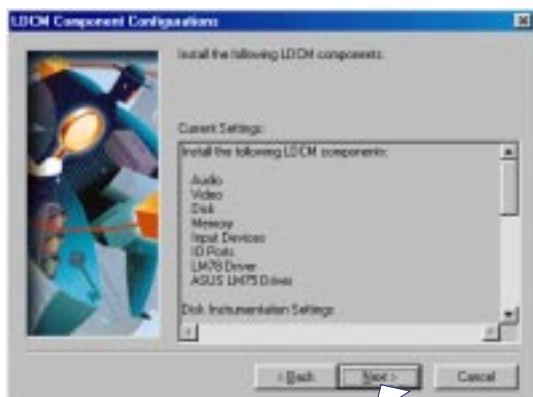 LDCM Component Configurations
Install the following LDCM components:
Current Settings:
Install the following LDCM components:
Audio
Video
Disk
Memory
Input Devices
IO Ports
LM78 Driver
ASUS LM75 Driver
Disk Instrumentation Settings:
< Back
Next >
Cancel